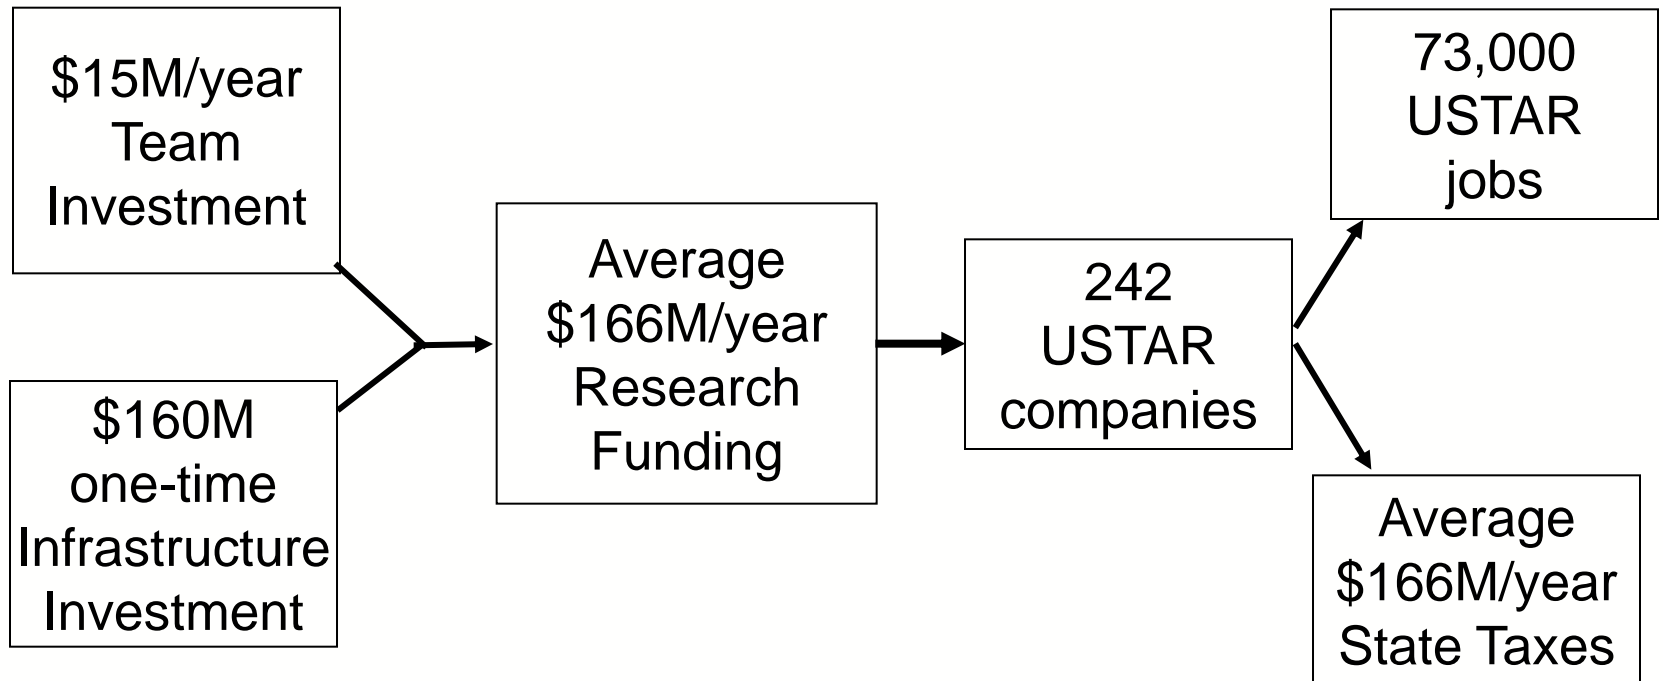 $15M/year
Team
Investment
$160M
one-time
Infrastructure
Investment
Average
$166M/year
Research
Funding
242
USTAR
companies
73,000
USTAR
jobs
Average
$166M/year
State Taxes